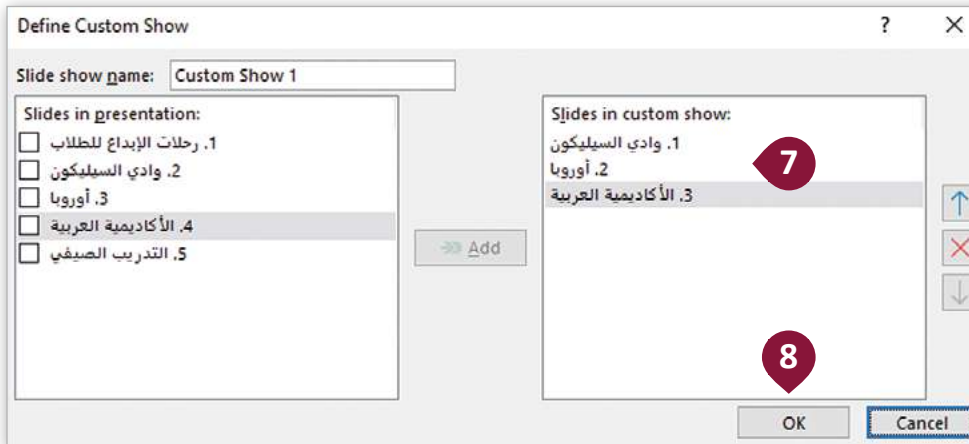 Define Custom Show
Slide show name: Custom Show 1
Slides in presentation:
1. رحلات الإبداع للطلاب
2. وادي السيليكون
3. أوروبا
4. الأكاديمية العربية
5. التدريب الصيفي
Add
Slides in custom show:
1. وادي السيليكون
2. أوروبا
3. الأكاديمية العربية
7
8
OK
Cancel